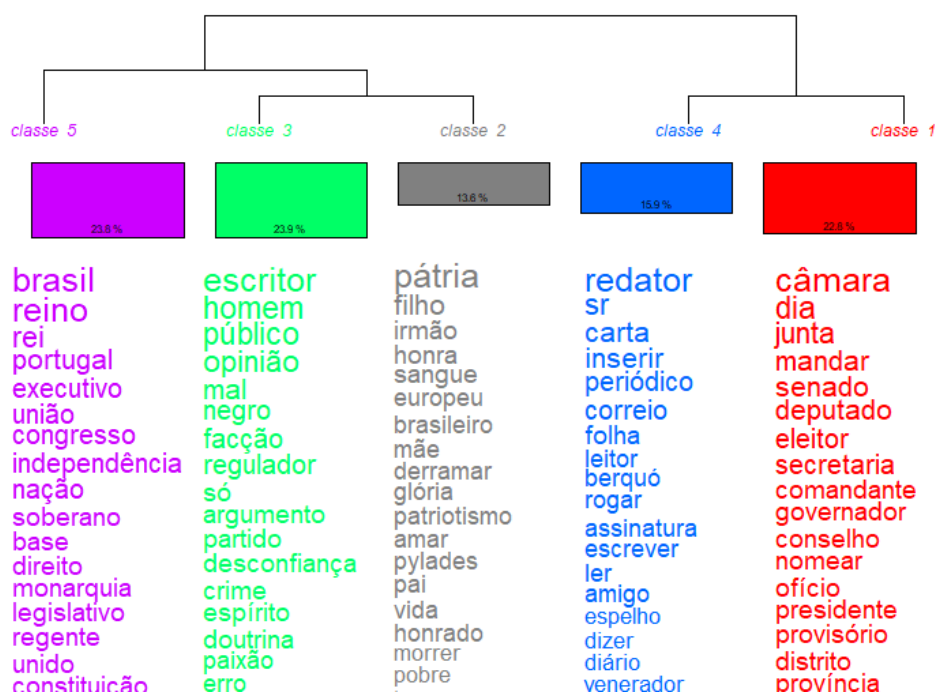 classe 5
classe 3
classe 2
classe 4
classe 1
23.8 %
23.9 %
13.6 %
15.9 %
22.8 %
brasil
reino
rei
portugal
executivo
união
congresso
independência
nação
soberano
base
direito
monarquia
legislativo
regente
unido
constituição
escritor
homem
público
opinião
mal
negro
facção
regulador
só
argumento
partido
desconfiança
crime
espírito
doutrina
paixão
erro
pátria
filho
irmão
honra
sangue
europeu
brasileiro
mãe
derramar
glória
patriotismo
amar
pylades
pai
vida
honrado
morrer
pobre
redator
sr
carta
inserir
periódico
correio
folha
leitor
berquó
rogar
assinatura
escrever
ler
amigo
espelho
dizer
diário
venerador
câmara
dia
junta
mandar
senado
deputado
eleitor
secretaria
comandante
governador
conselho
nomear
ofício
presidente
provisório
distrito
província